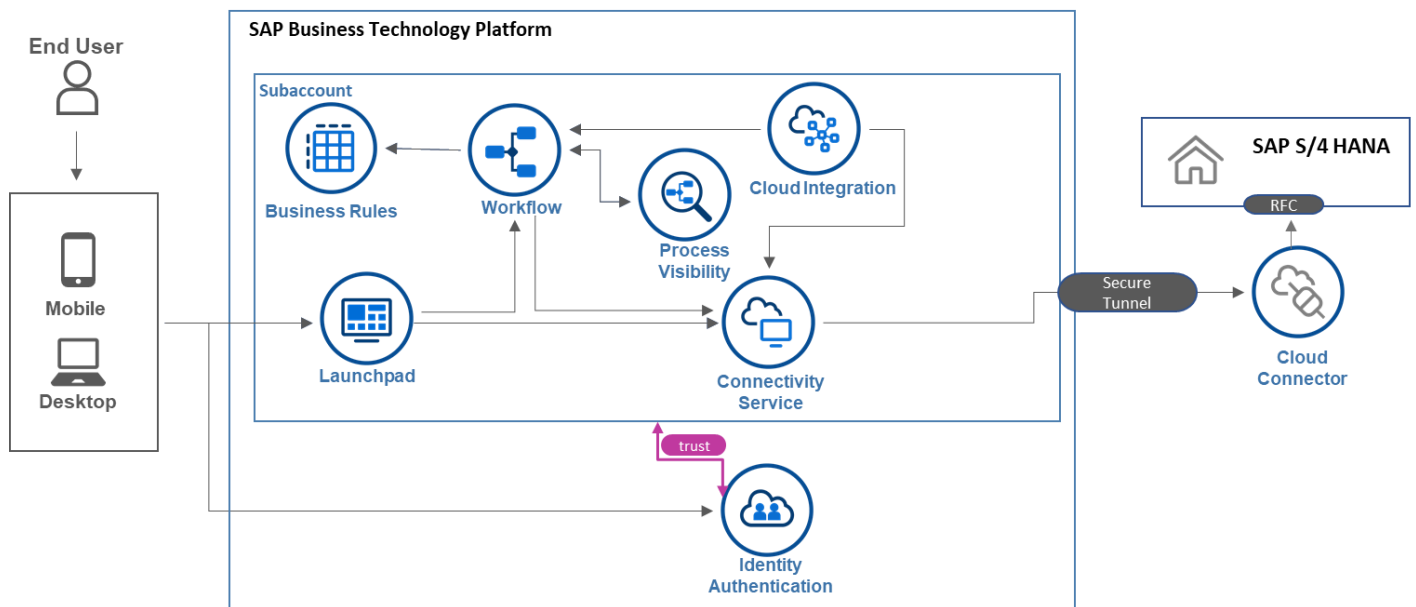 SAP Business Technology Platform
End User
Subaccount
Business Rules
Workflow
Cloud Integration
Process
Visibility
SAP S/4 HANA
RFC
Mobile
Desktop
Launchpad
Connectivity
Service
Secure
Tunnel
Cloud
Connector
trust
Identity
Authentication